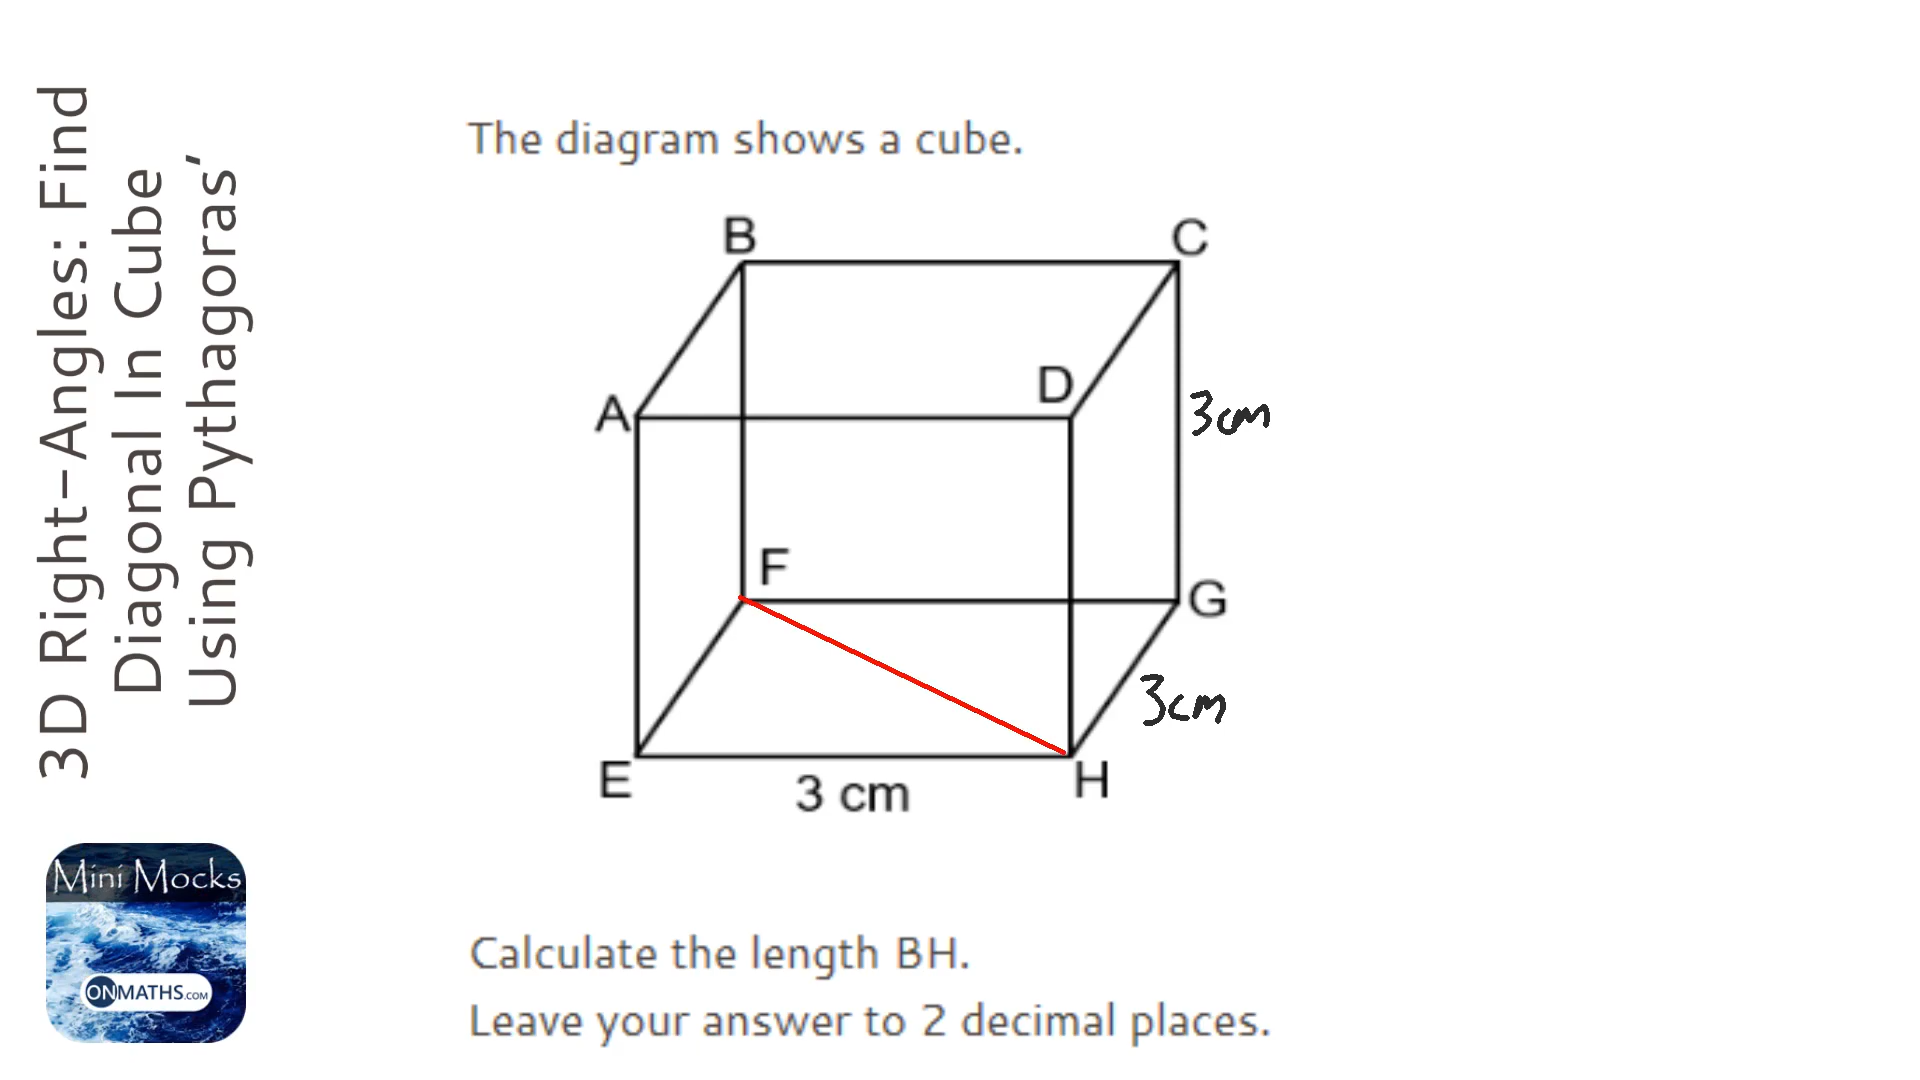 3D Right-Angles: Find
Diagonal In Cube
Using Pythagoras'
The diagram shows a cube.
B
C
A
D
3cm
F
G
3cm
E
H
3 cm
Mini Mocks
ONMATHS.COM
Calculate the length BH.
Leave your answer to 2 decimal places.